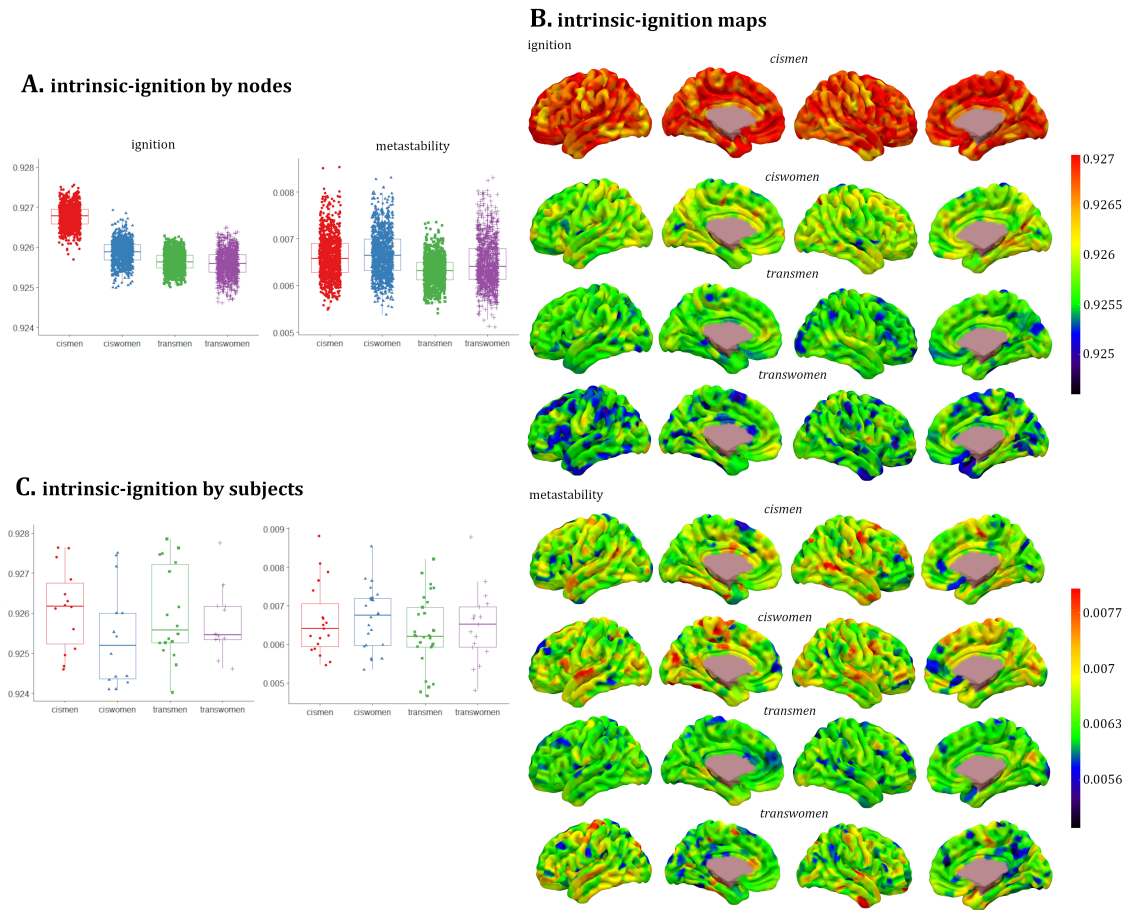 B. intrinsic-ignition maps
ignition
cismen
A. intrinsic-ignition by nodes
ignition
metastability
0.928
0.927
0.926
0.925
0.924
cismen
ciswomen
transmen
transwomen
0.008
0.007
0.006
0.005
cismen
ciswomen
transmen
transwomen
ciswomen
transmen
transwomen
0.927
0.9265
0.926
0.9255
0.925
C. intrinsic-ignition by subjects
0.928
0.927
0.926
0.925
0.924
cismen
ciswomen
transmen
transwomen
0.009
0.008
0.007
0.006
0.005
cismen
ciswomen
transmen
transwomen
metastability
cismen
ciswomen
transmen
transwomen
0.0077
0.007
0.0063
0.0056